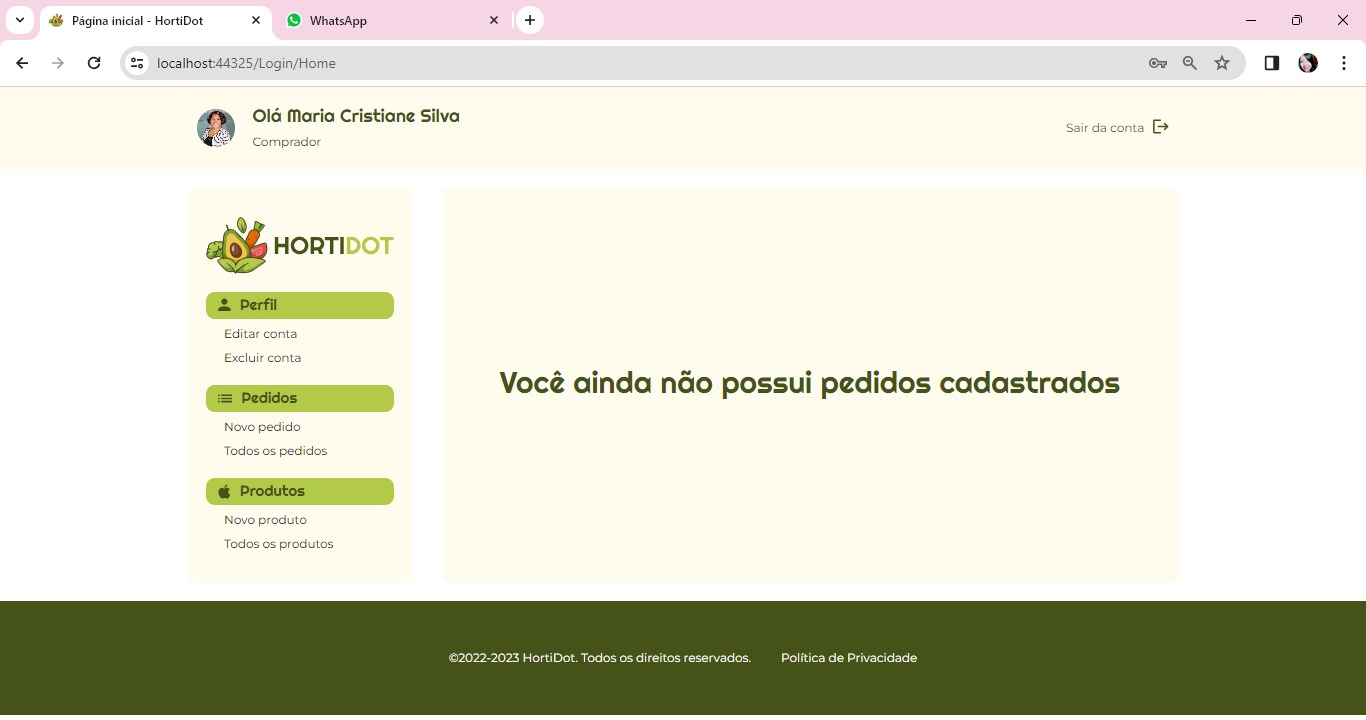 Página inicial - HortiDot
WhatsApp
localhost:44325/Login/Home
Olá Maria Cristiane Silva
Comprador
Sair da conta
HORTIDOT
Perfil
Editar conta
Excluir conta
Pedidos
Novo pedido
Todos os pedidos
Produtos
Novo produto
Todos os produtos
Você ainda não possui pedidos cadastrados
©2022-2023 HortiDot. Todos os direitos reservados. Política de Privacidade